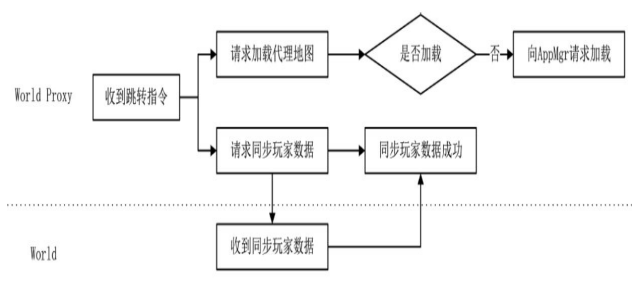 请求加载代理地图
是否加载
否
向AppMgr请求加载
World Proxy
收到跳转指令
请求同步玩家数据
同步玩家数据成功
收到同步玩家数据
World